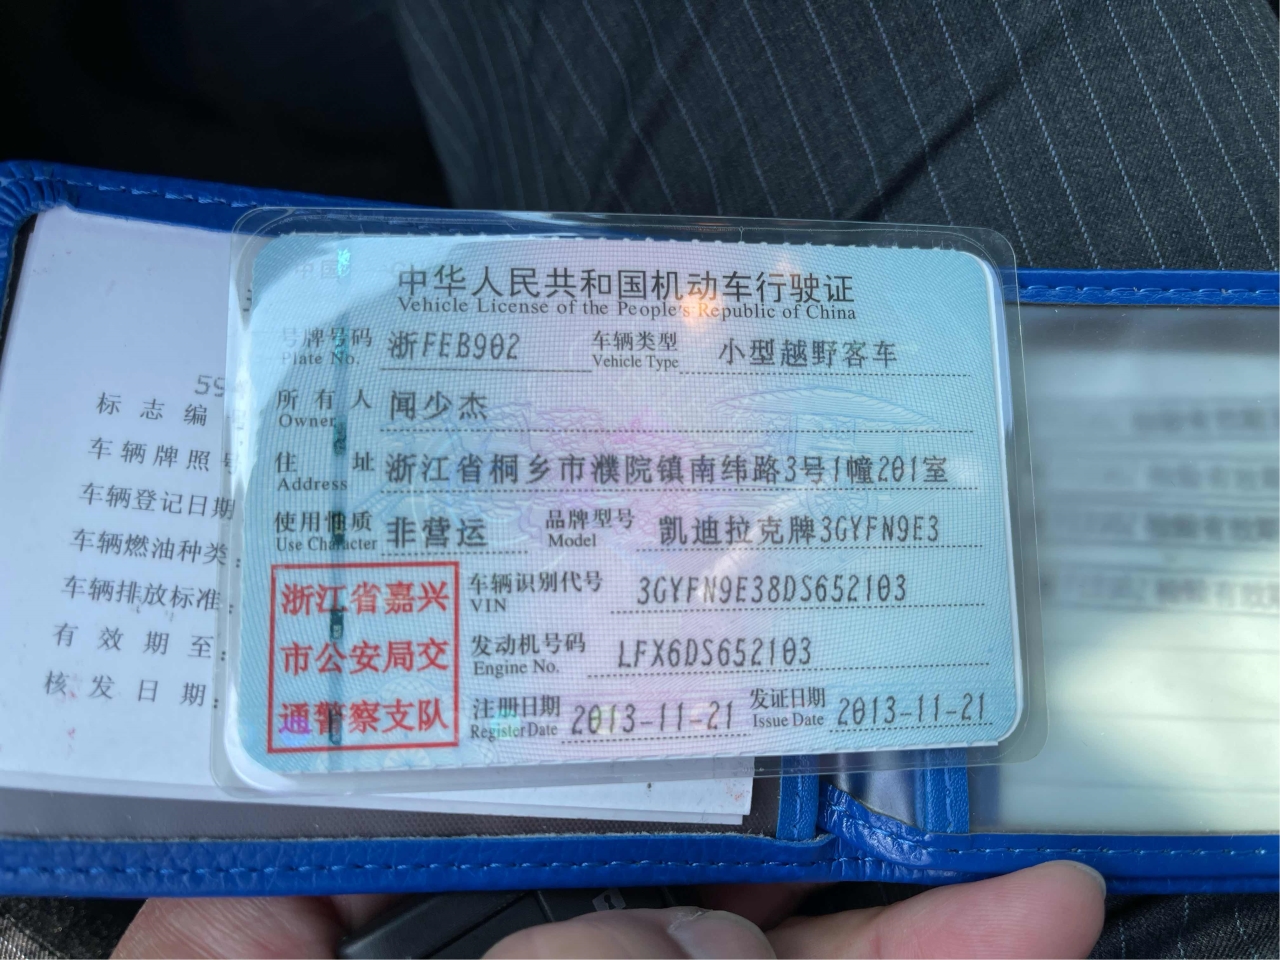 中华人民共和国机动车行驶证
Vehicle License of the People's Republic of China
号牌号码 浙FEB902 车辆类型 小型越野客车
Plate No. Vehicle Type
所有人 闻少杰
Owner
住址 浙江省桐乡市濮院镇南纬路3号1幢201室
Address
使用性质 非营运 品牌型号 凯迪拉克牌3GYFN9E3
Use Character Model
车辆识别代号 3GYFN9E38DS652103
VIN
发动机号码 LFX6DS652103
Engine No.
注册日期 2013-11-21 发证日期 2013-11-21
Register Date Issue Date
浙江省嘉兴
市公安局交
通警察支队
59
标志编
车辆牌照号
车辆登记日期
车辆燃油种类:
车辆排放标准:
有效期至:
核发日期: